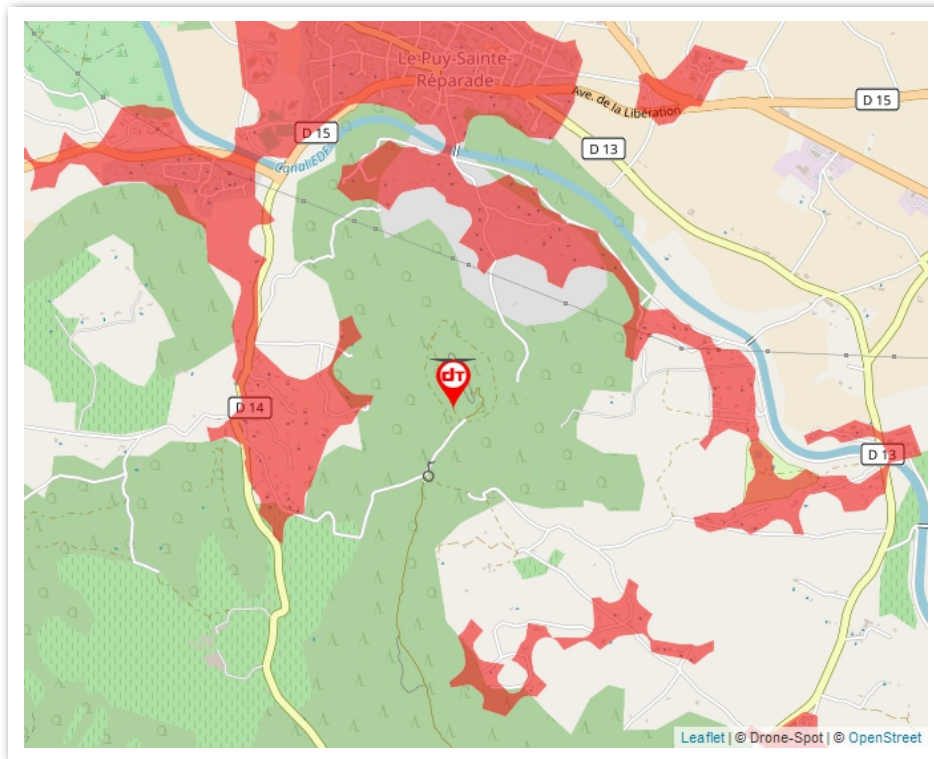 Le Puy-Sainte-
Réparade
Ave. de la Libération
D 15
D 15
D 13
Canal EDF
DT
D 14
D 13
Leaflet | © Drone-Spot | © OpenStreet